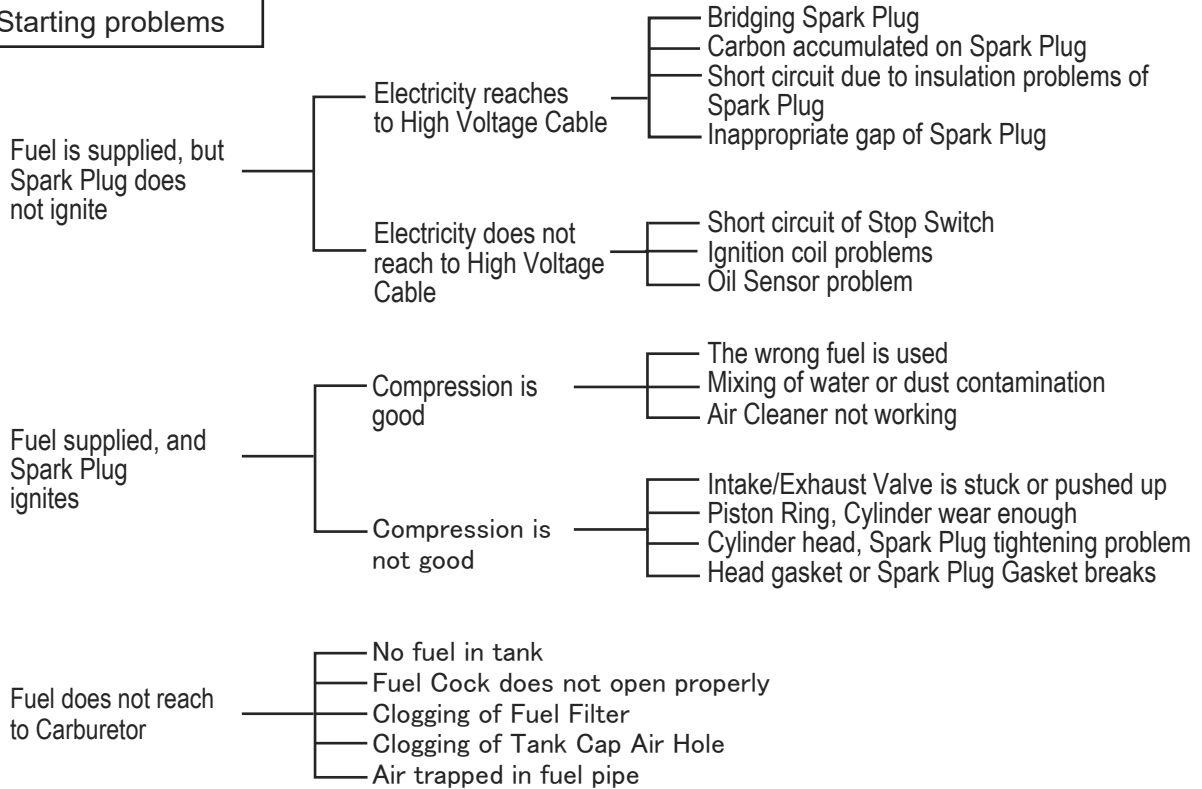 Starting problems
Fuel is supplied, but
Spark Plug does
not ignite
Electricity reaches
to High Voltage Cable
Bridging Spark Plug
Carbon accumulated on Spark Plug
Short circuit due to insulation problems of
Spark Plug
Inappropriate gap of Spark Plug
Electricity does not
reach to High Voltage
Cable
Short circuit of Stop Switch
Ignition coil problems
Oil Sensor problem
Fuel supplied, and
Spark Plug
ignites
Compression is
good
The wrong fuel is used
Mixing of water or dust contamination
Air Cleaner not working
Compression is
not good
Intake/Exhaust Valve is stuck or pushed up
Piston Ring, Cylinder wear enough
Cylinder head, Spark Plug tightening problem
Head gasket or Spark Plug Gasket breaks
Fuel does not reach
to Carburetor
No fuel in tank
Fuel Cock does not open properly
Clogging of Fuel Filter
Clogging of Tank Cap Air Hole
Air trapped in fuel pipe